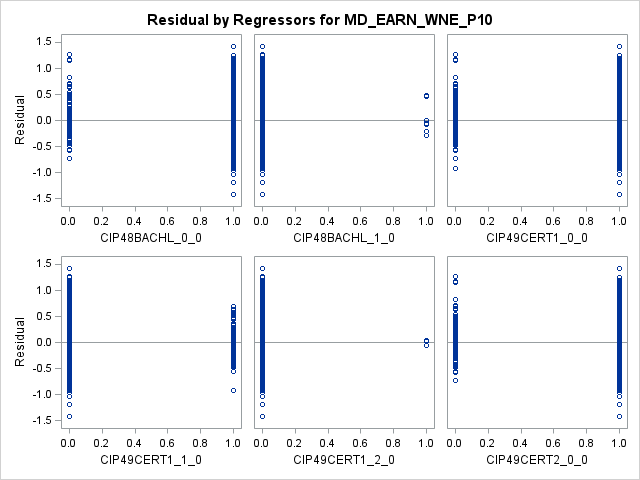 Residual by Regressors for MD_EARN_WNE_P10
1.5
1.0
0.5
0.0
-0.5
-1.0
-1.5
Residual
0.0 0.2 0.4 0.6 0.8 1.0
CIP48BACHL_0_0
0.0 0.2 0.4 0.6 0.8 1.0
CIP48BACHL_1_0
0.0 0.2 0.4 0.6 0.8 1.0
CIP49CERT1_0_0
1.5
1.0
0.5
0.0
-0.5
-1.0
-1.5
Residual
0.0 0.2 0.4 0.6 0.8 1.0
CIP49CERT1_1_0
0.0 0.2 0.4 0.6 0.8 1.0
CIP49CERT1_2_0
0.0 0.2 0.4 0.6 0.8 1.0
CIP49CERT2_0_0